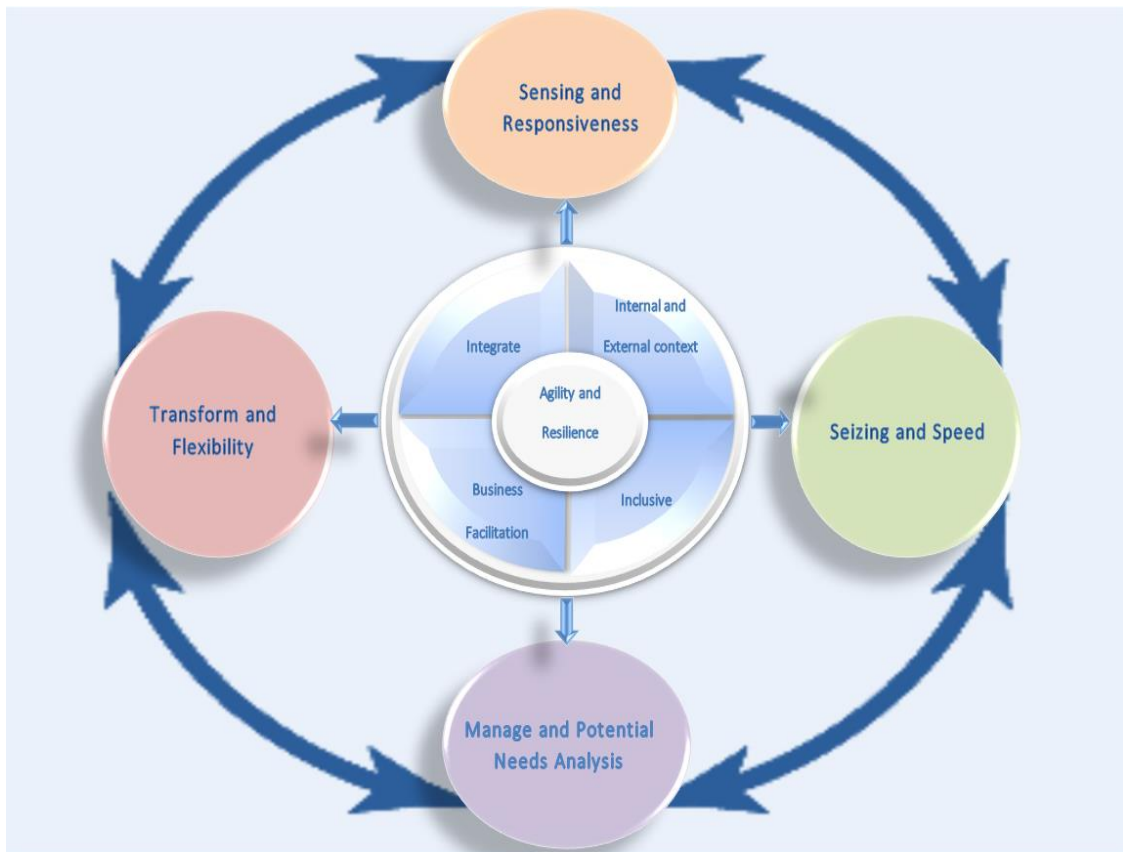 Sensing and
Responsiveness
Internal and
External context
Integrate
Agility and
Resilience
Transform and
Flexibility
Seizing and Speed
Business
Facilitation
Inclusive
Manage and Potential
Needs Analysis